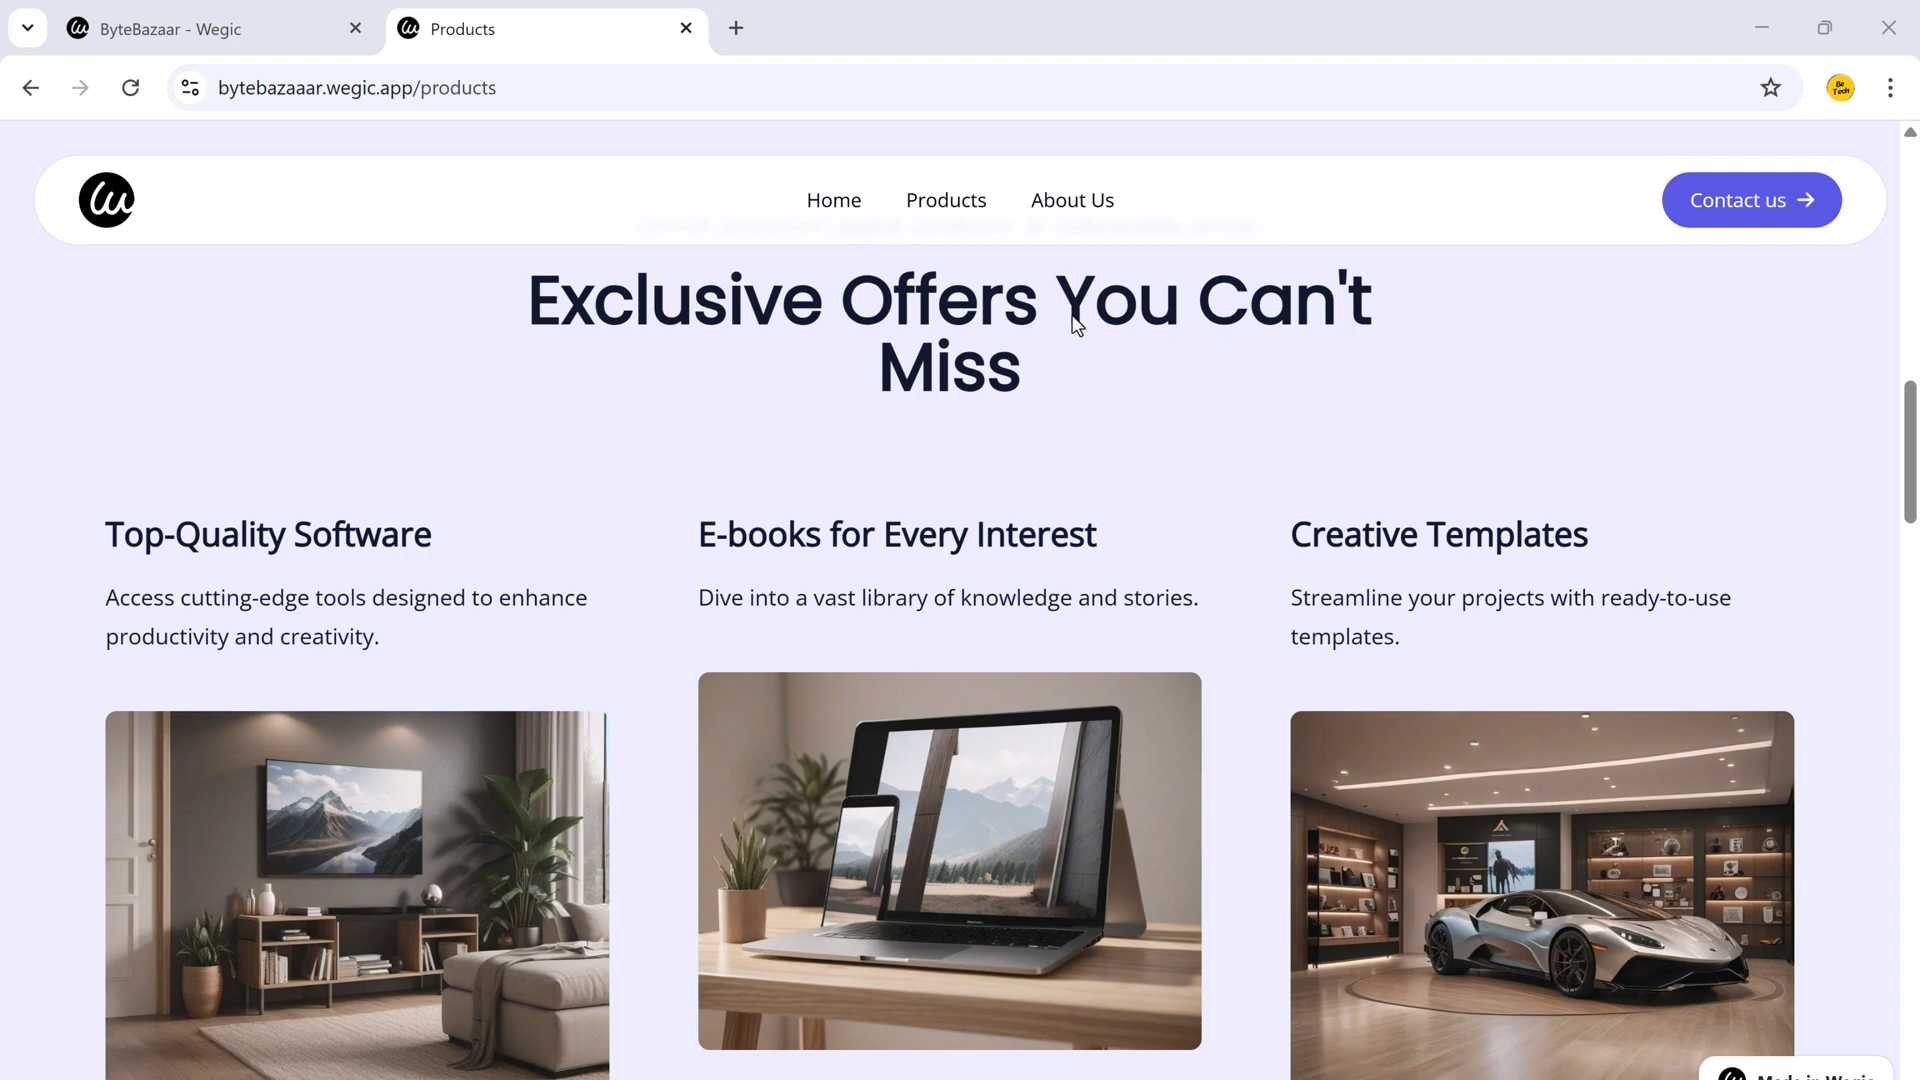 ByteBazaar - Wegic
Products
bytebazaaar.wegic.app/products
Be
Tech
Home
Products
About Us
Contact us
Exclusive Offers You Can't
Miss
Top-Quality Software
Access cutting-edge tools designed to enhance
productivity and creativity.
E-books for Every Interest
Dive into a vast library of knowledge and stories.
Creative Templates
Streamline your projects with ready-to-use
templates.
Made in Wegic